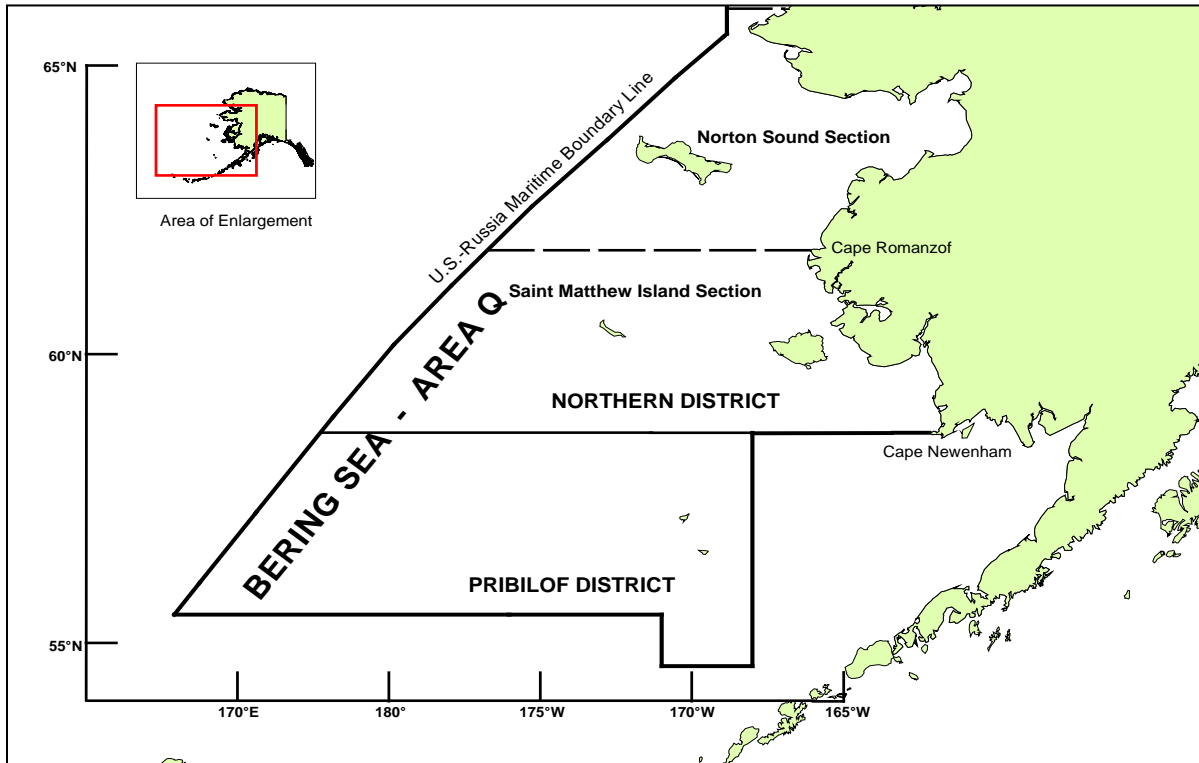 65°N
U.S.-Russia Maritime Boundary Line
Norton Sound Section
Area of Enlargement
Cape Romanzof
Saint Matthew Island Section
60°N
BERING SEA - AREA Q
NORTHERN DISTRICT
Cape Newenham
PRIBILOF DISTRICT
55°N
170°E
180°
175°W
170°W
165°W